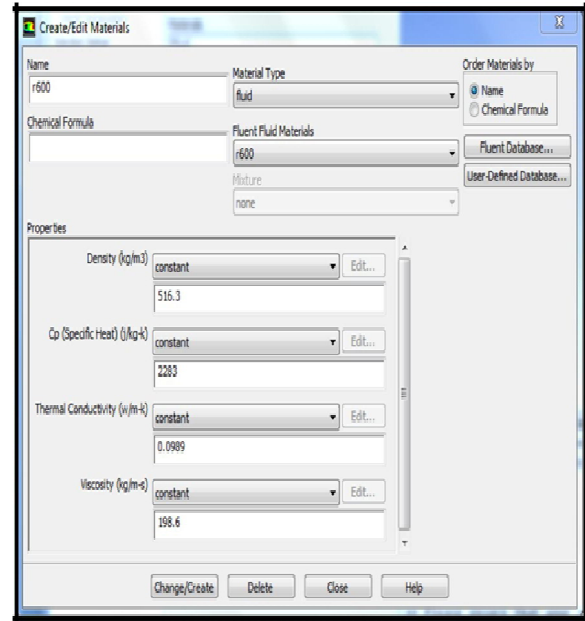 Create/Edit Materials
Name
r600
Material Type
fluid
Order Materials by
Name
Chemical Formula
Chemical Formula
Fluent Fluid Materials
r600
Fluent Database...
User-Defined Database...
Mixture
none
Properties
Density (kg/m3) constant Edit...
516.3
Cp (Specific Heat) (j/kg-k) constant Edit...
2283
Thermal Conductivity (w/m-k) constant Edit...
0.0989
Viscosity (kg/m-s) constant Edit...
198.6
Change/Create Delete Close Help